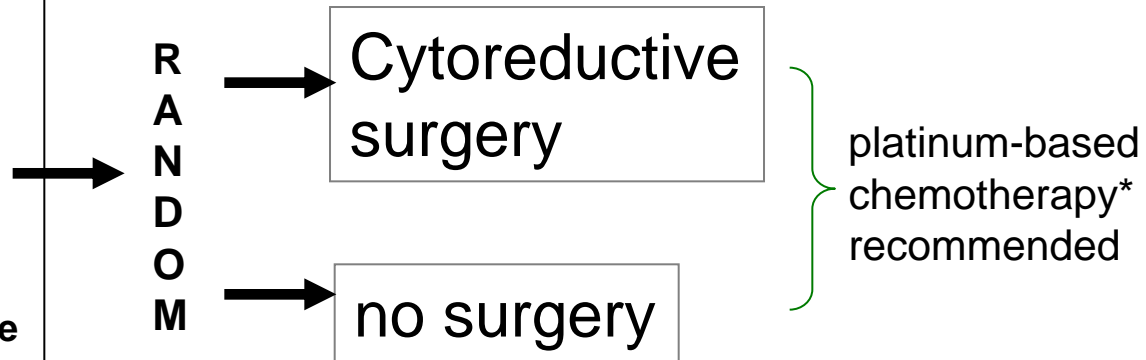 R
A
N
D
O
M
Cytoreductive
surgery
no surgery
platinum-based
chemotherapy*
recommended
e